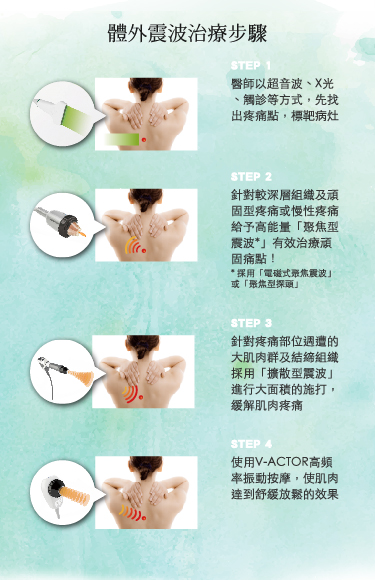 體外震波治療步驟
STEP 1
醫師以超音波、X光
、觸診等方式，先找
出疼痛點，標靶病灶
STEP 2
針對較深層組織及頑
固型疼痛或慢性疼痛
給予高能量「聚焦型
震波*」有效治療頑
固痛點！
*採用「電磁式聚焦震波」
或「聚焦型探頭」
STEP 3
針對疼痛部位週遭的
大肌肉群及結締組織
採用「擴散型震波」
進行大面積的施打，
緩解肌肉疼痛
STEP 4
使用V-ACTOR高頻
率振動按摩，使肌肉
達到舒緩放鬆的效果